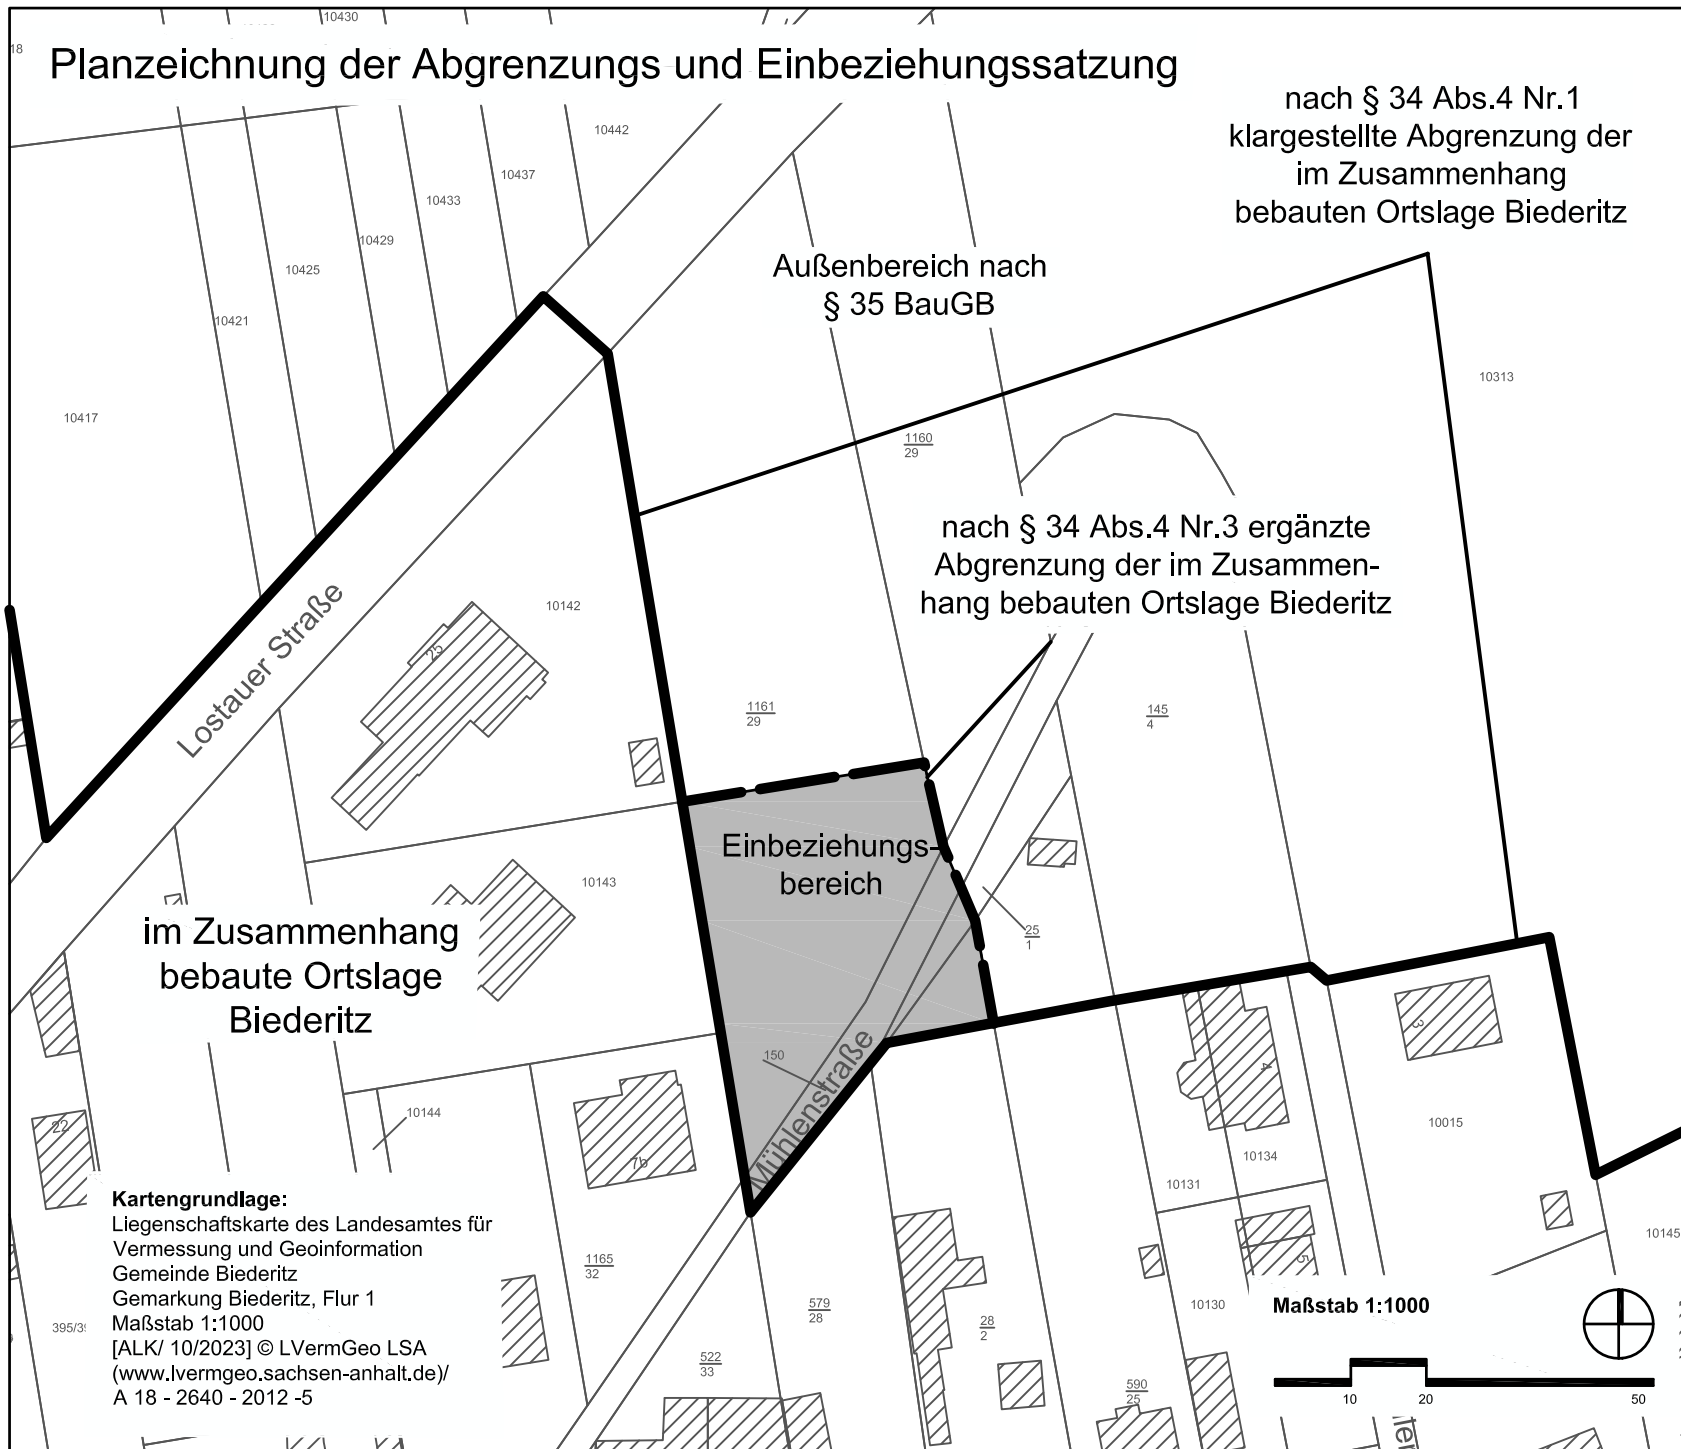 10430
18
Planzeichnung der Abgrenzungs und Einbeziehungssatzung
nach § 34 Abs.4 Nr.1
klargestellte Abgrenzung der
im Zusammenhang
bebauten Ortslage Biederitz
10442
10437
10433
10429
10425
10421
10417
Außenbereich nach
§ 35 BauGB
10313
1160
29
nach § 34 Abs.4 Nr.3 ergänzte
Abgrenzung der im Zusammen-
hang bebauten Ortslage Biederitz
10142
Lostauer Straße
25
1161
29
145
4
Einbeziehungs-
bereich
10143
25
1
im Zusammenhang
bebaute Ortslage
Biederitz
150
Mühlenstraße
3
4
10144
22
7b
10015
10134
10131
10145
Kartengrundlage:
Liegenschaftskarte des Landesamtes für
Vermessung und Geoinformation
Gemeinde Biederitz
Gemarkung Biederitz, Flur 1
Maßstab 1:1000
[ALK/ 10/2023] © LVermGeo LSA
(www.lvermgeo.sachsen-anhalt.de)/
A 18 - 2640 - 2012 -5
1165
32
579
28
28
2
522
33
590
25
10130
5
Maßstab 1:1000
10
20
50